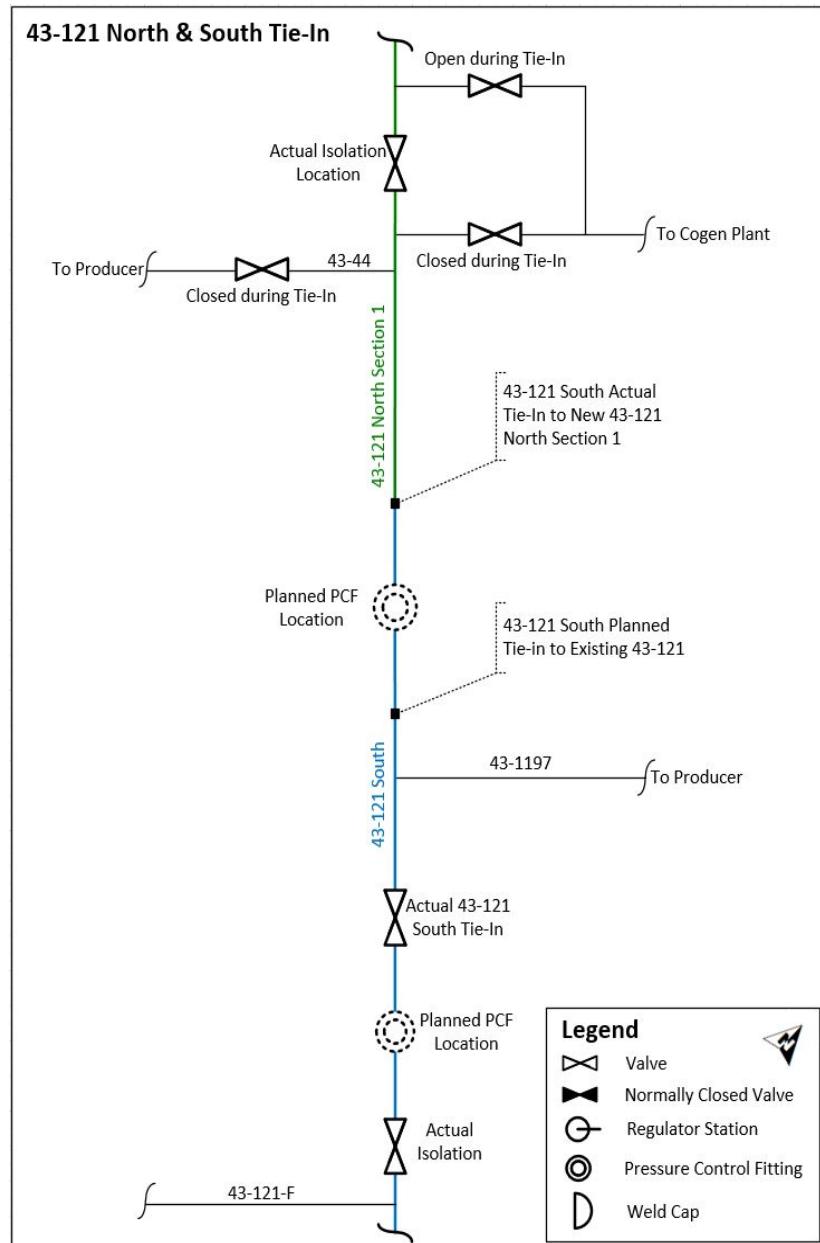 43-121 North & South Tie-In
Open during Tie-In
Actual Isolation
Location
To Cogen Plant
Closed during Tie-In
43-44
To Producer
Closed during Tie-In
43-121 North Section 1
43-121 South Actual
Tie-In to New 43-121
North Section 1
Planned PCF
Location
43-121 South Planned
Tie-in to Existing 43-121
43-121 South
43-1197
To Producer
Actual 43-121
South Tie-In
Planned PCF
Location
Actual
Isolation
43-121-F
Legend
N
Valve
Normally Closed Valve
Regulator Station
Pressure Control Fitting
Weld Cap